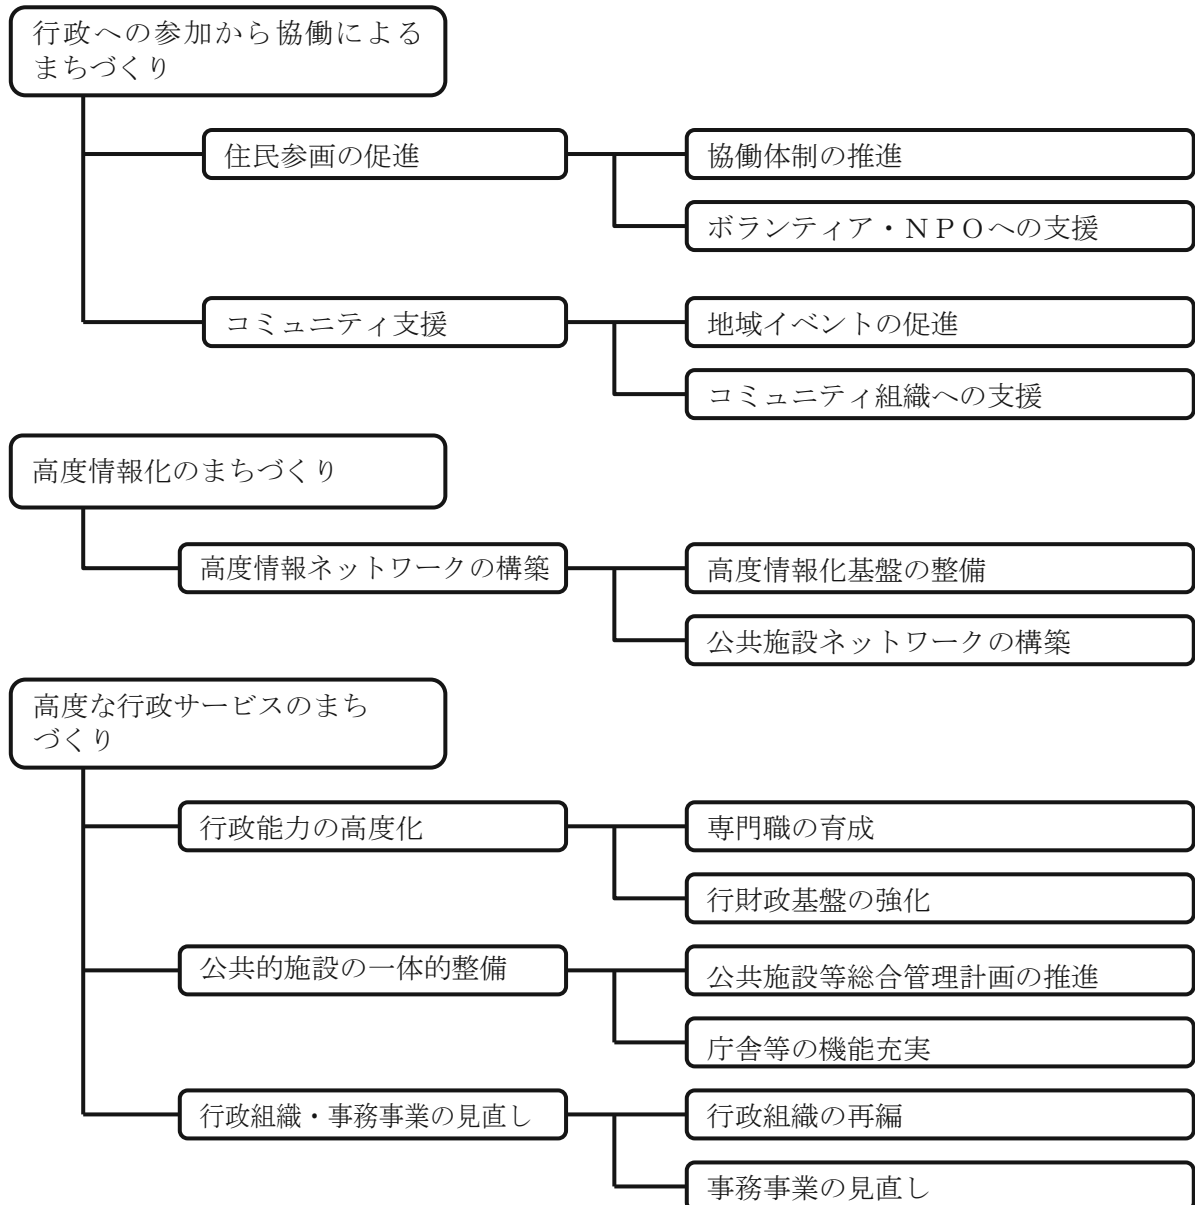 行政への参加から協働による
まちづくり
住民参画の促進
協働体制の推進
ボランティア・ＮＰＯへの支援
コミュニティ支援
地域イベントの促進
コミュニティ組織への支援
高度情報化のまちづくり
高度情報ネットワークの構築
高度情報化基盤の整備
公共施設ネットワークの構築
高度な行政サービスのまち
づくり
行政能力の高度化
専門職の育成
行財政基盤の強化
公共的施設の一体的整備
公共施設等総合管理計画の推進
庁舎等の機能充実
行政組織・事務事業の見直し
行政組織の再編
事務事業の見直し